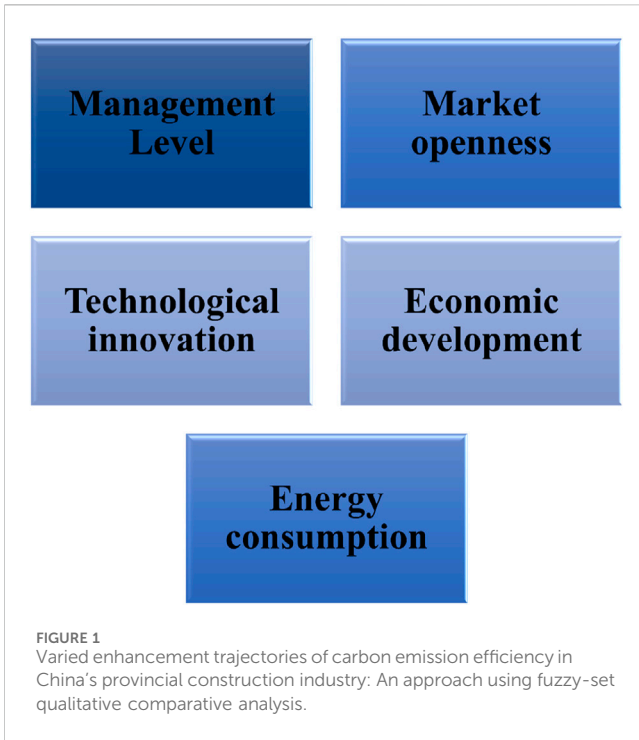 Management
Level
Market
openness
Technological
innovation
Economic
development
Energy
consumption
FIGURE 1
Varied enhancement trajectories of carbon emission efficiency in
China's provincial construction industry: An approach using fuzzy-set
qualitative comparative analysis.